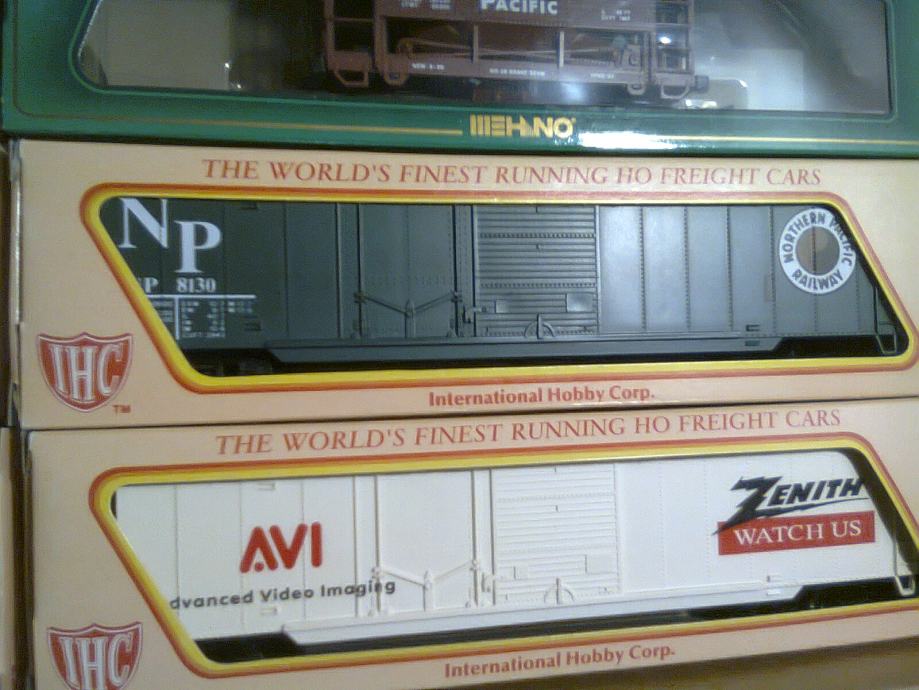 PACIFIC
MEHANO
THE WORLD'S FINEST RUNNING HO FREIGHT CARS
NP
P 8130
NORTHERN PACIFIC
RAILWAY
IHC
TM
International Hobby Corp.
THE WORLD'S FINEST RUNNING HO FREIGHT CARS
AVI
dvanced Video Imaging
ZENITH
WATCH US
IHC
International Hobby Corp.